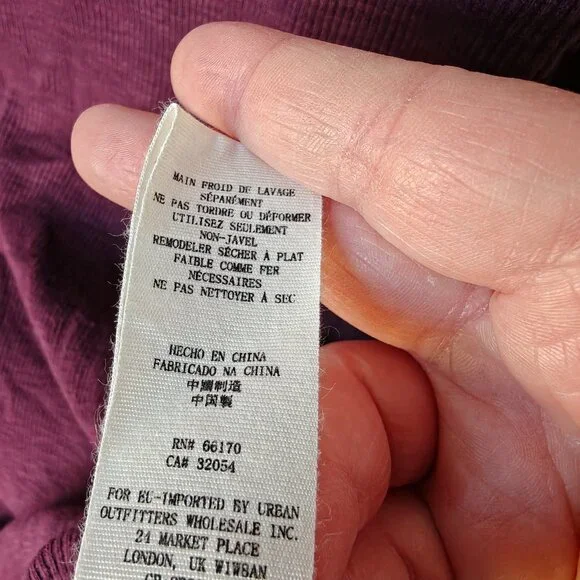 MAIN FROID DE LAVAGE
SÉPARÉMENT
NE PAS TORDRE OU DÉFORMER
UTILISEZ SEULEMENT
NON-JAVEL
REMODELER SÉCHER À PLAT
FAIBLE COMME FER
NÉCESSAIRES
NE PAS NETTOYER À SEC
HECHO EN CHINA
FABRICADO NA CHINA
中國制造
中国製
RN# 66170
CA# 32054
FOR EU-IMPORTED BY URBAN
OUTFITTERS WHOLESALE INC.
24 MARKET PLACE
LONDON, UK W1W8AN